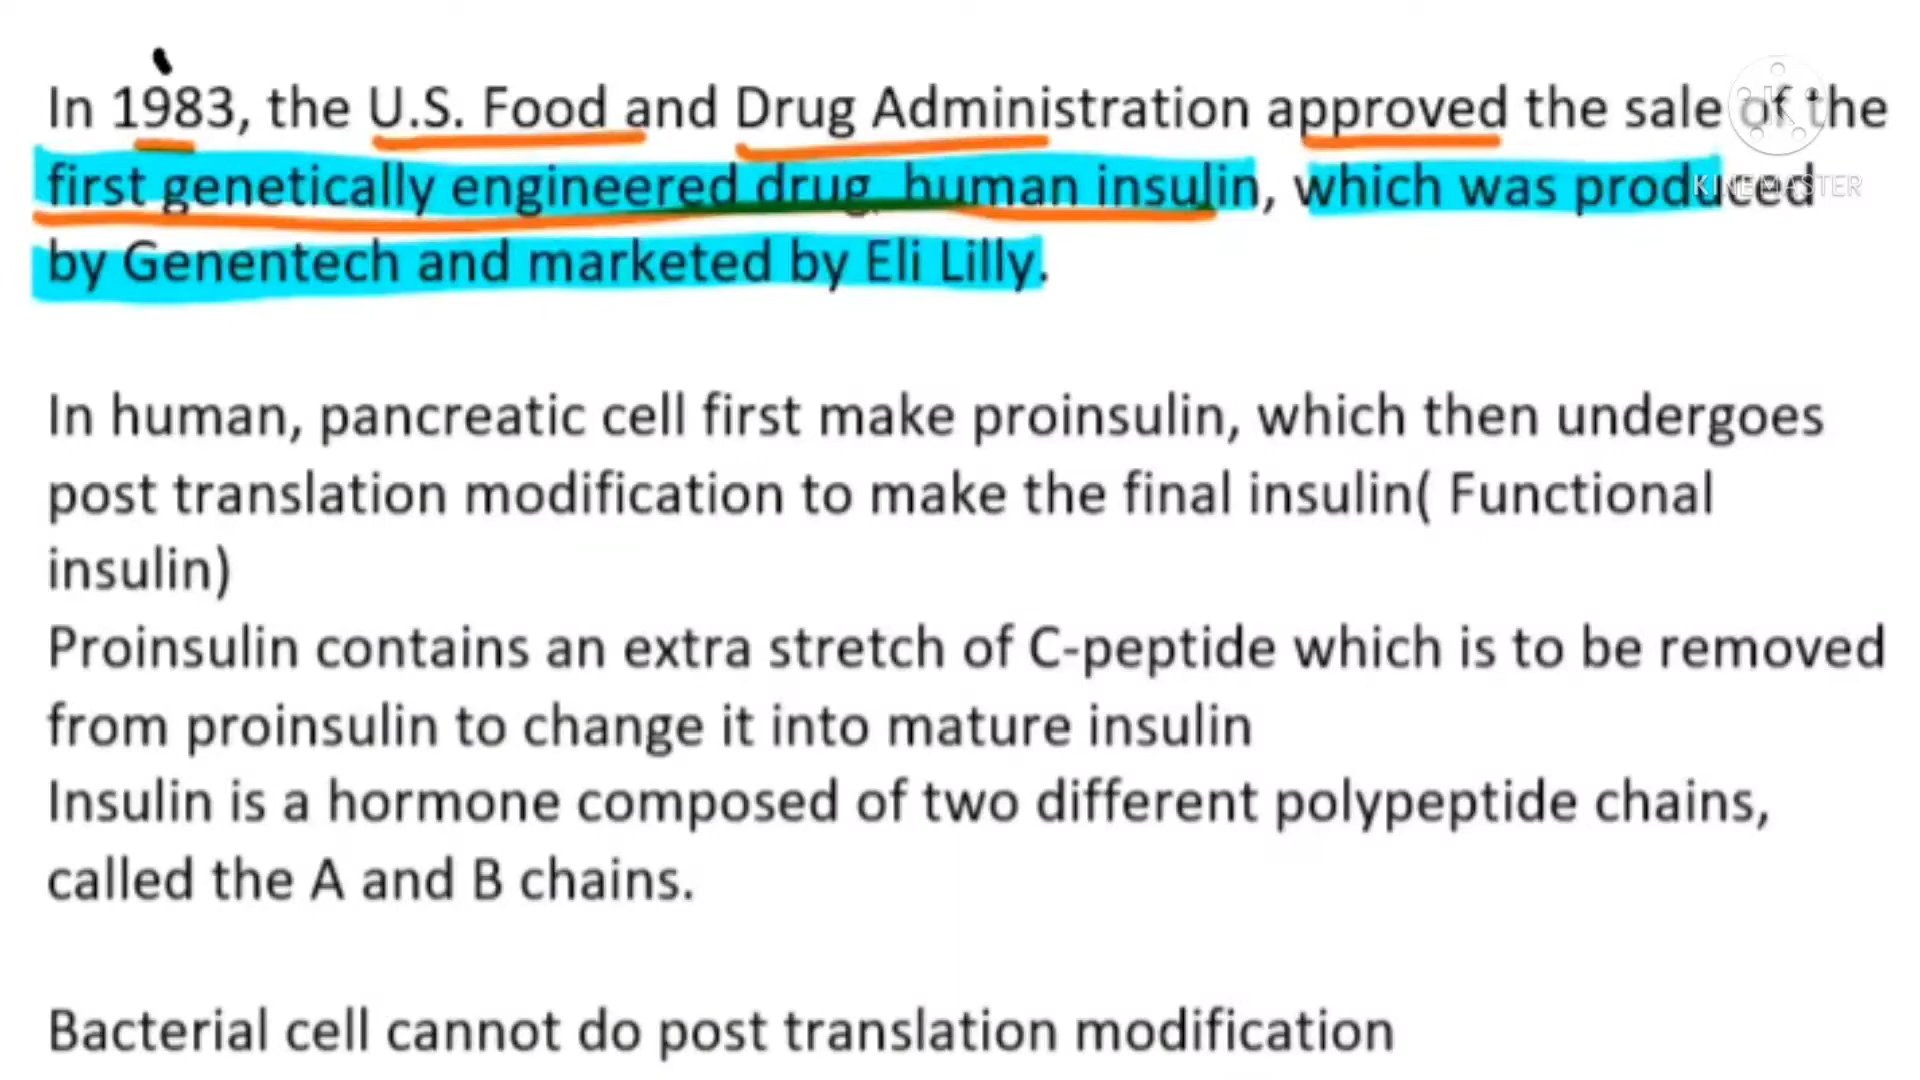 In 1983, the U.S. Food and Drug Administration approved the sale of the
first genetically engineered drug, human insulin, which was produced
by Genentech and marketed by Eli Lilly.
In human, pancreatic cell first make proinsulin, which then undergoes
post translation modification to make the final insulin( Functional
insulin)
Proinsulin contains an extra stretch of C-peptide which is to be removed
from proinsulin to change it into mature insulin
Insulin is a hormone composed of two different polypeptide chains,
called the A and B chains.
Bacterial cell cannot do post translation modification
K
KINEMASTER